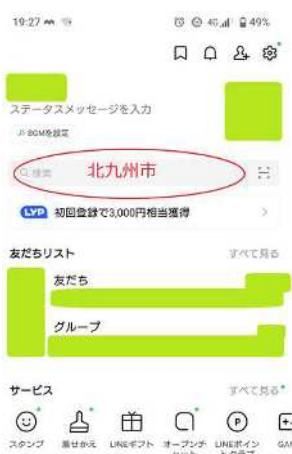 19:27 49%
ステータスメッセージを入力
BGMを設定
検索 北九州市
LYP 初回登録で3,000円相当獲得
友だちリスト すべて見る
友だち
グループ
サービス すべて見る
スタンプ 着せかえ LINEギフト オープンチャット LINEポイントクラブ